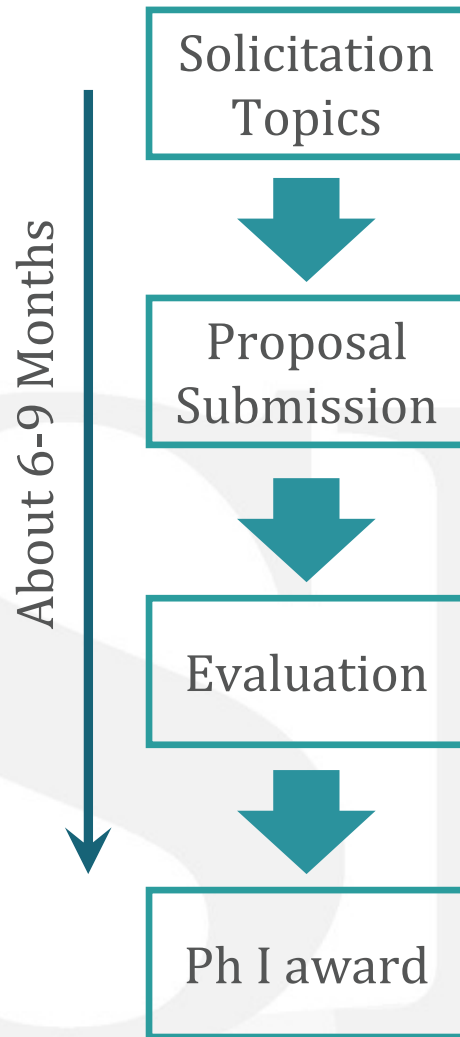 Solicitation
Topics
About 6-9 Months
Proposal
Submission
Evaluation
Ph I award